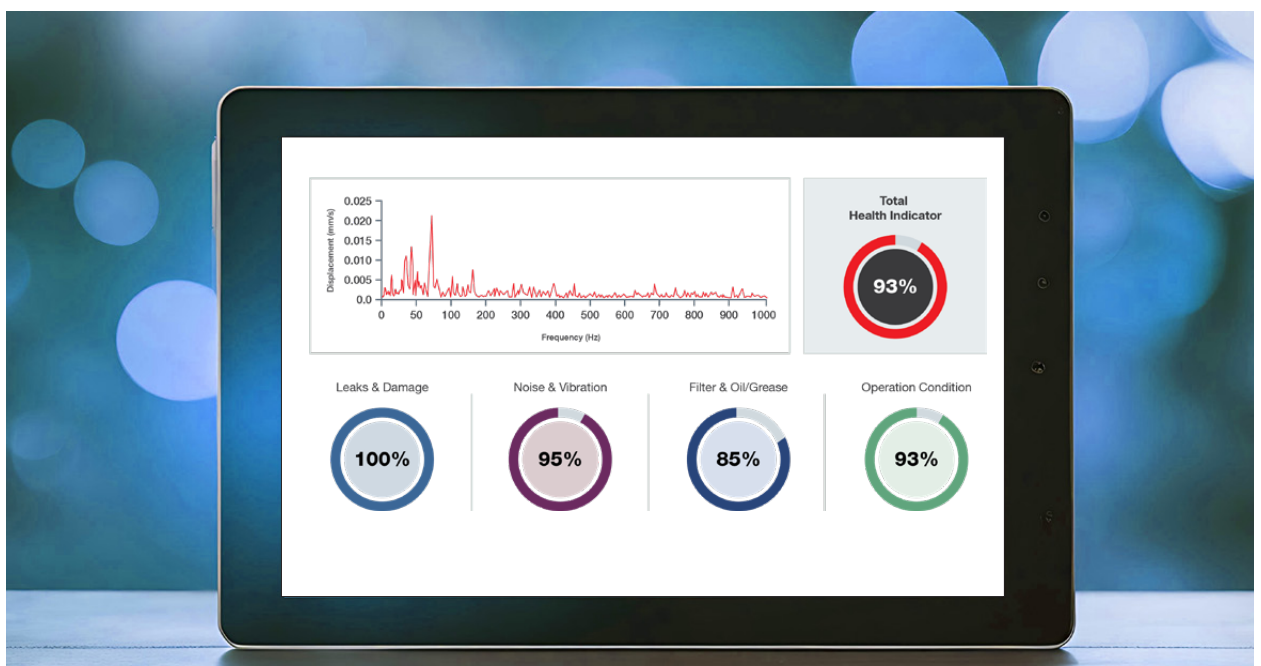 0.025
0.020
0.015
0.010
0.005
0.0
Displacement (mm/s)
0 50 100 200 300 400 500 600 700 800 900 1000
Frequency (Hz)
Total
Health Indicator
93%
Leaks & Damage
Noise & Vibration
Filter & Oil/Grease
Operation Condition
100%
95%
85%
93%